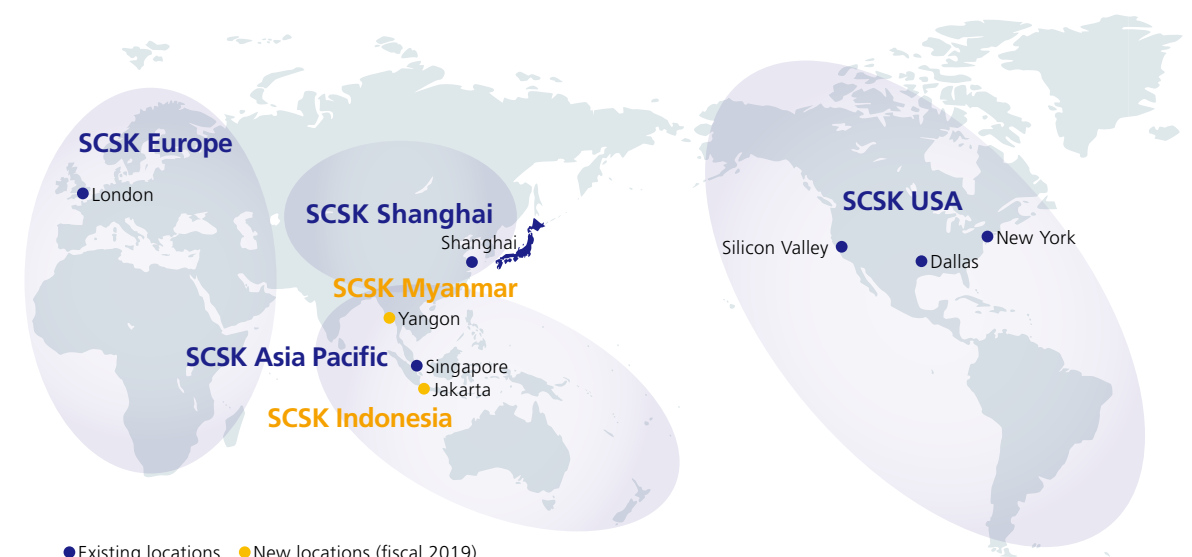 SCSK Europe
London
SCSK Shanghai
Shanghai
SCSK Myanmar
Yangon
SCSK Asia Pacific
Singapore
Jakarta
SCSK Indonesia
SCSK USA
Silicon Valley
New York
Dallas
Existing locations New locations (fiscal 2019)